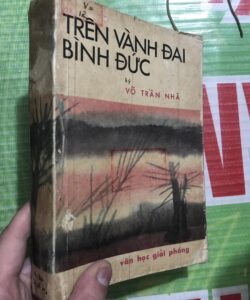 TRÊN VÀNH ĐAI
BÌNH ĐỨC
ký
VÕ TRẦN NHÃ
văn học giải phóng